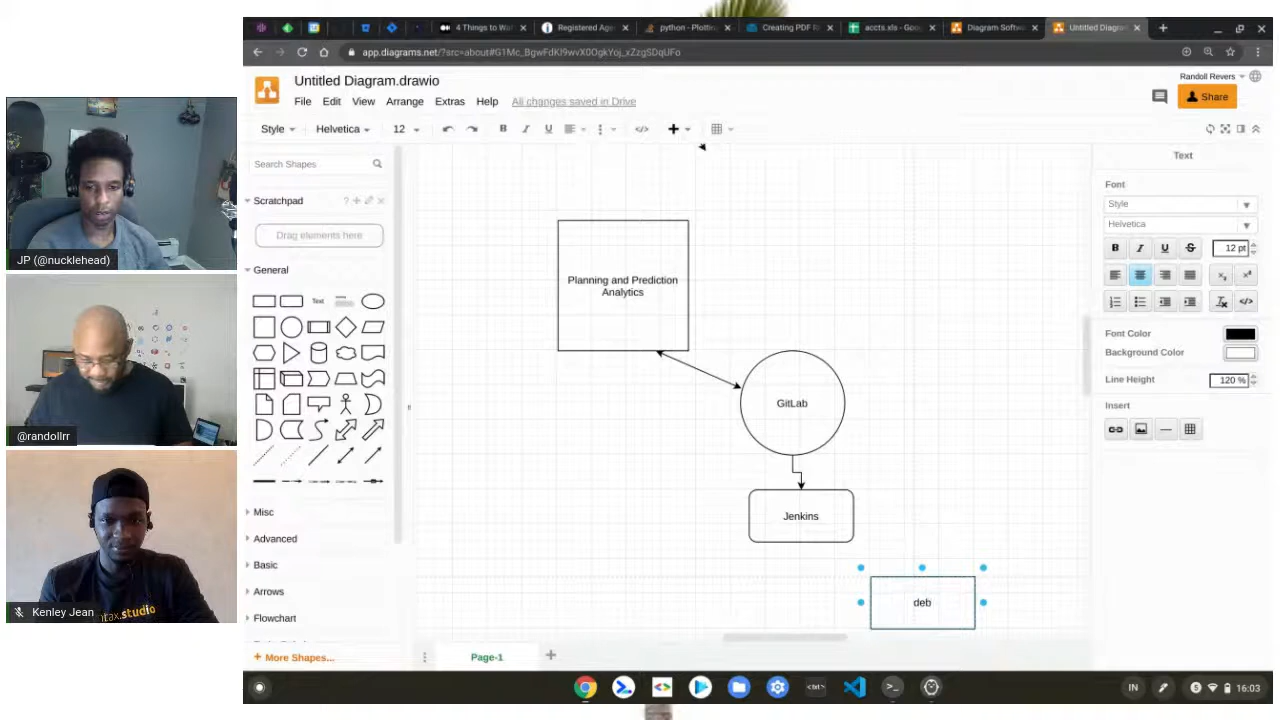 4 Things to Wa
Registered Age
python - Plottin
Creating PDF R
accts.xls - Goo
Diagram Softw
Untitled Diagra
app.diagrams.net/?src=about#G1Mc_BgwFdKI9wvX0OgkYoj_xZzgSDqUFo
Untitled Diagram.drawio
Randoll Revers
File Edit View Arrange Extras Help All changes saved in Drive
Share
Style Helvetica 12
Search Shapes
Text
Scratchpad
Font
Style
Helvetica
Drag elements here
B I U S 12 pt
General
Text
Planning and Prediction
Analytics
Font Color
Background Color
Line Height 120 %
Insert
GitLab
Jenkins
deb
Misc
Advanced
Basic
Arrows
Flowchart
+ More Shapes...
Page-1
IN
16:03
JP (@nucklehead)
@randollrr
Kenley Jean
ntax.studio